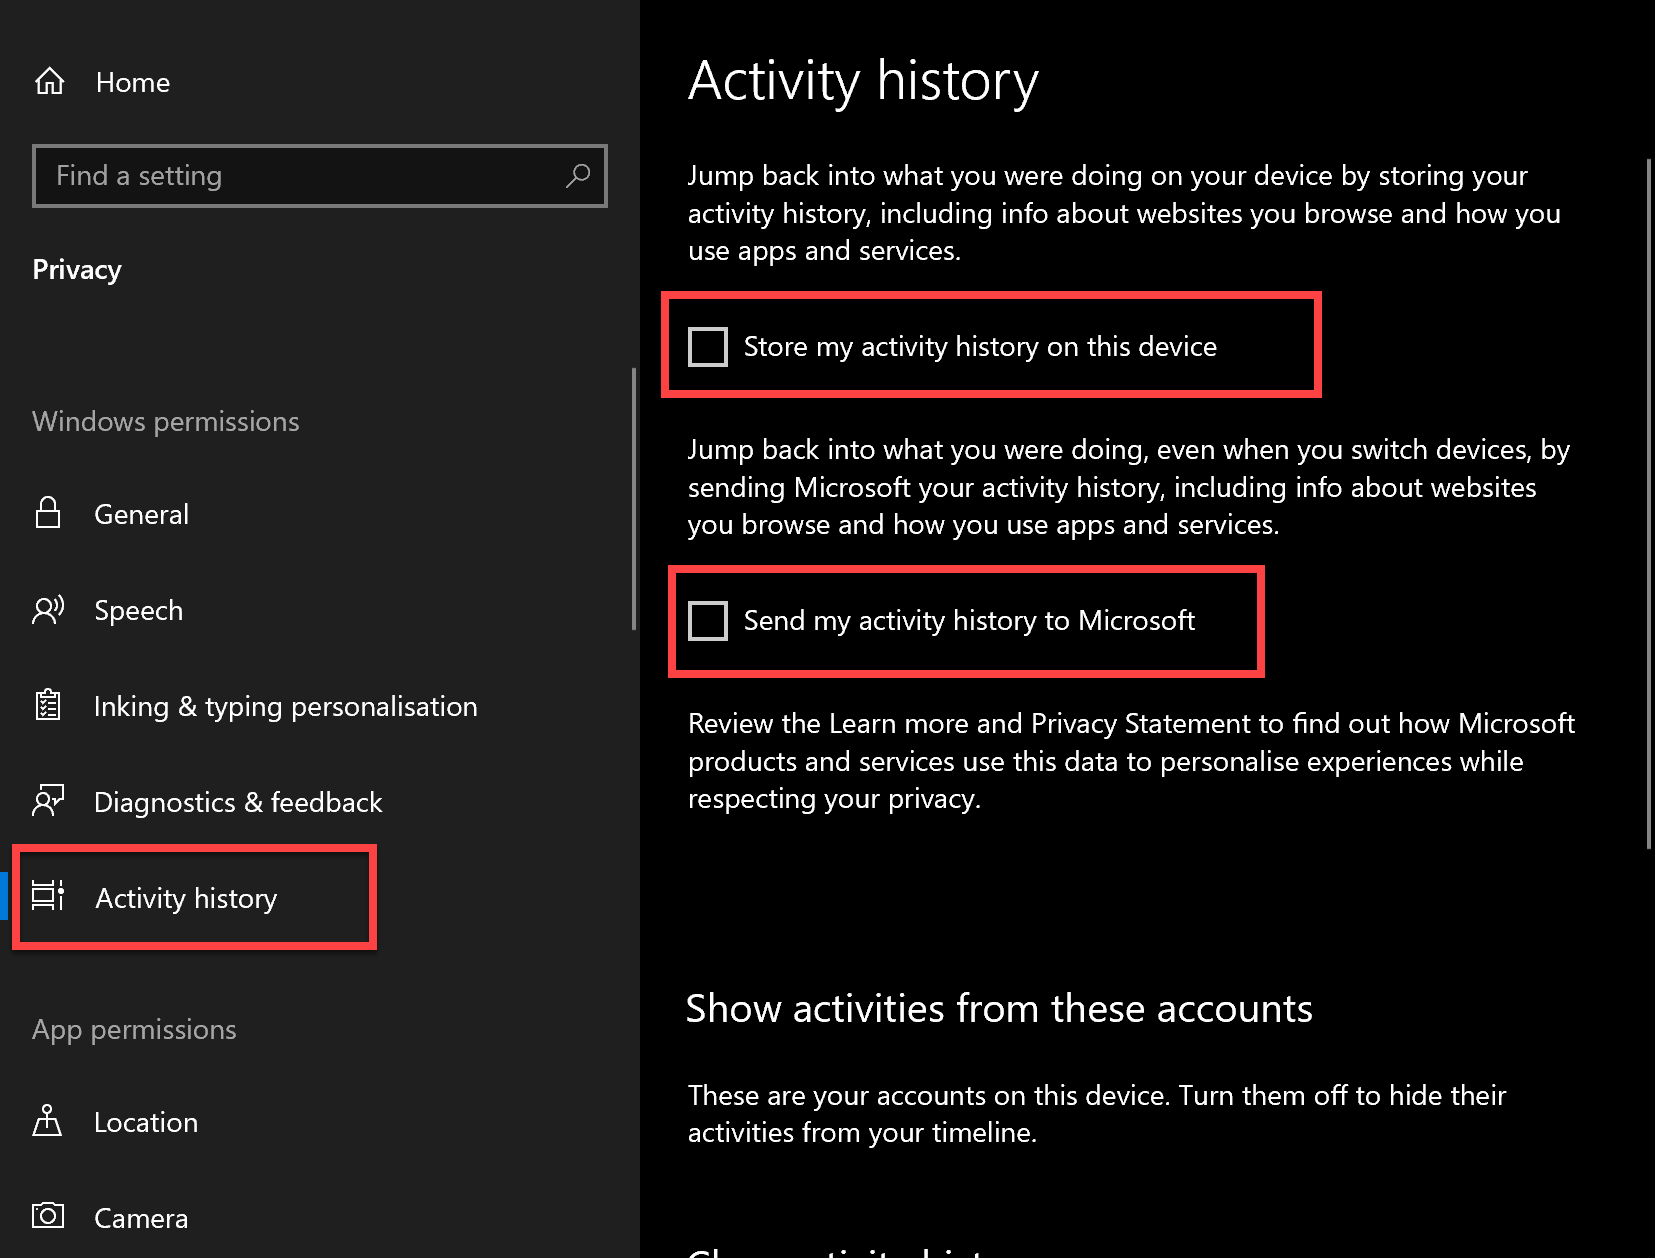 Home
Find a setting
Privacy
Windows permissions
General
Speech
Inking & typing personalisation
Diagnostics & feedback
Activity history
App permissions
Location
Camera
Activity history
Jump back into what you were doing on your device by storing your
activity history, including info about websites you browse and how you
use apps and services.
Store my activity history on this device
Jump back into what you were doing, even when you switch devices, by
sending Microsoft your activity history, including info about websites
you browse and how you use apps and services.
Send my activity history to Microsoft
Review the Learn more and Privacy Statement to find out how Microsoft
products and services use this data to personalise experiences while
respecting your privacy.
Show activities from these accounts
These are your accounts on this device. Turn them off to hide their
activities from your timeline.